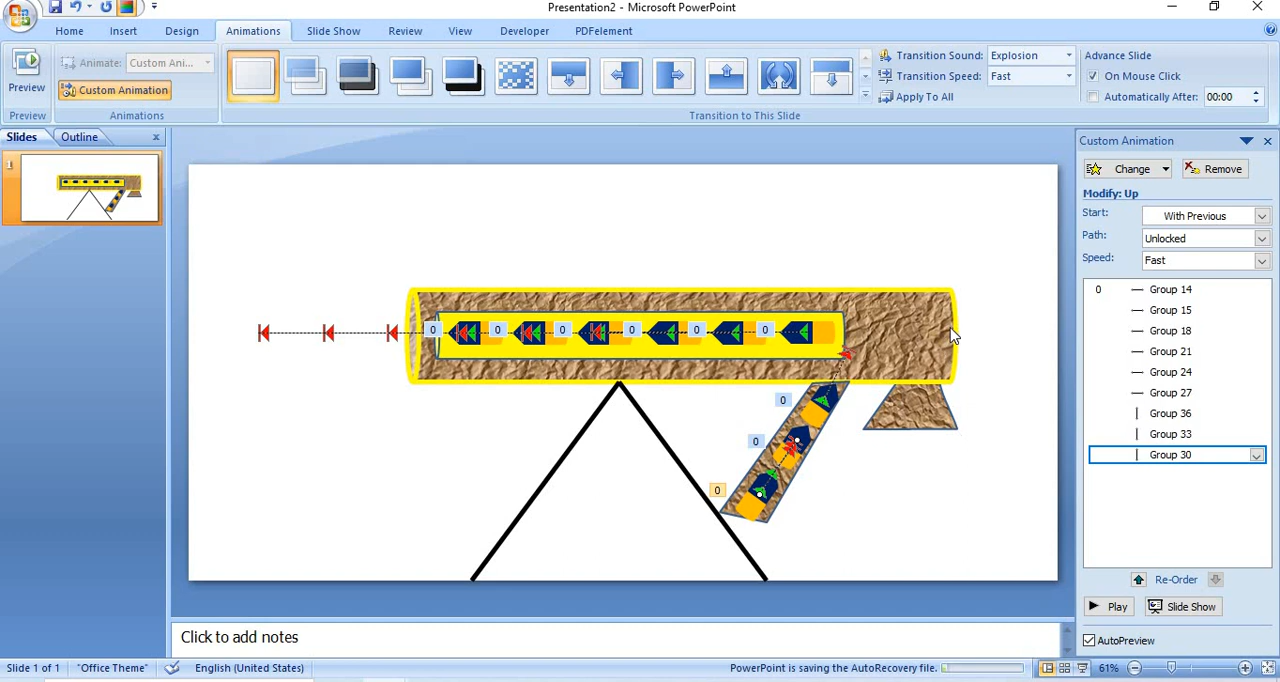 Presentation2 - Microsoft PowerPoint
Home Insert Design Animations Slide Show Review View Developer PDFelement
Preview
Animate: Custom Ani...
Custom Animation
Transition Sound: Explosion
Transition Speed: Fast
Apply To All
Advance Slide
On Mouse Click
Automatically After: 00:00
Preview Animations Transition to This Slide
Slides Outline
1
0 0 0 0 0 0
0
0
0
Custom Animation
Change Remove
Modify: Up
Start: With Previous
Path: Unlocked
Speed: Fast
0 Group 14
Group 15
Group 18
Group 21
Group 24
Group 27
Group 36
Group 33
Group 30
Re-Order
Play Slide Show
AutoPreview
Click to add notes
Slide 1 of 1 "Office Theme" English (United States) PowerPoint is saving the AutoRecovery file. 61%